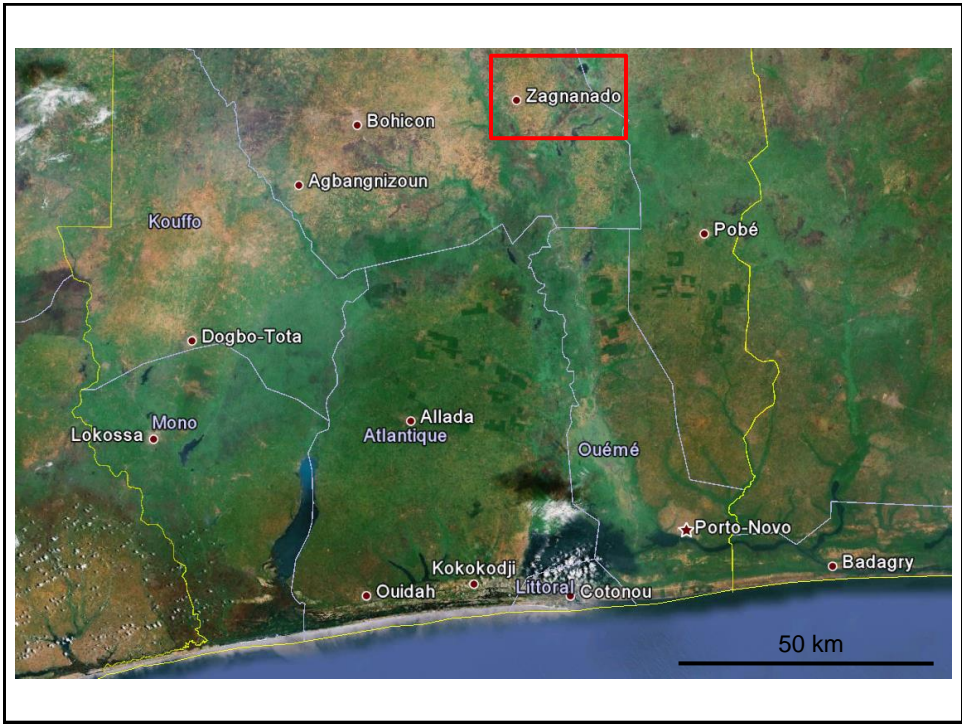 Zagnanado
Bohicon
Agbangnizoun
Kouffo
Pobé
Dogbo-Tota
Allada
Mono
Lokossa
Atlantique
Ouémé
Porto-Novo
Kokokodji
Badagry
Littoral
Ouidah
Cotonou
50 km